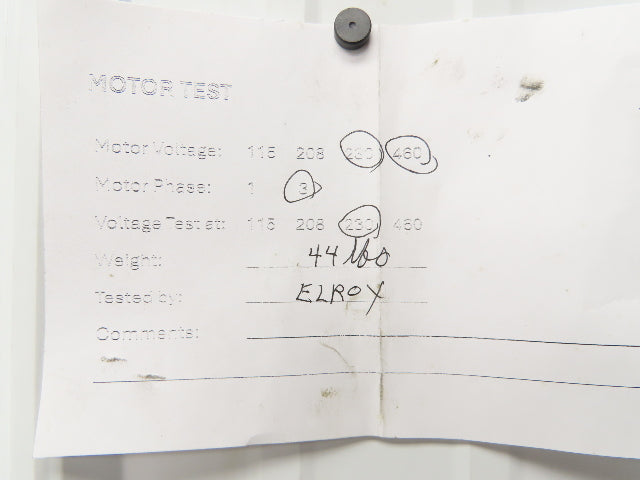 MOTOR TEST
Motor Voltage: 115 208 230 460
Motor Phase: 1 3
Voltage Test at: 115 208 230 460
Weight: 44 lbs
Tested by: ELROY
Comments: